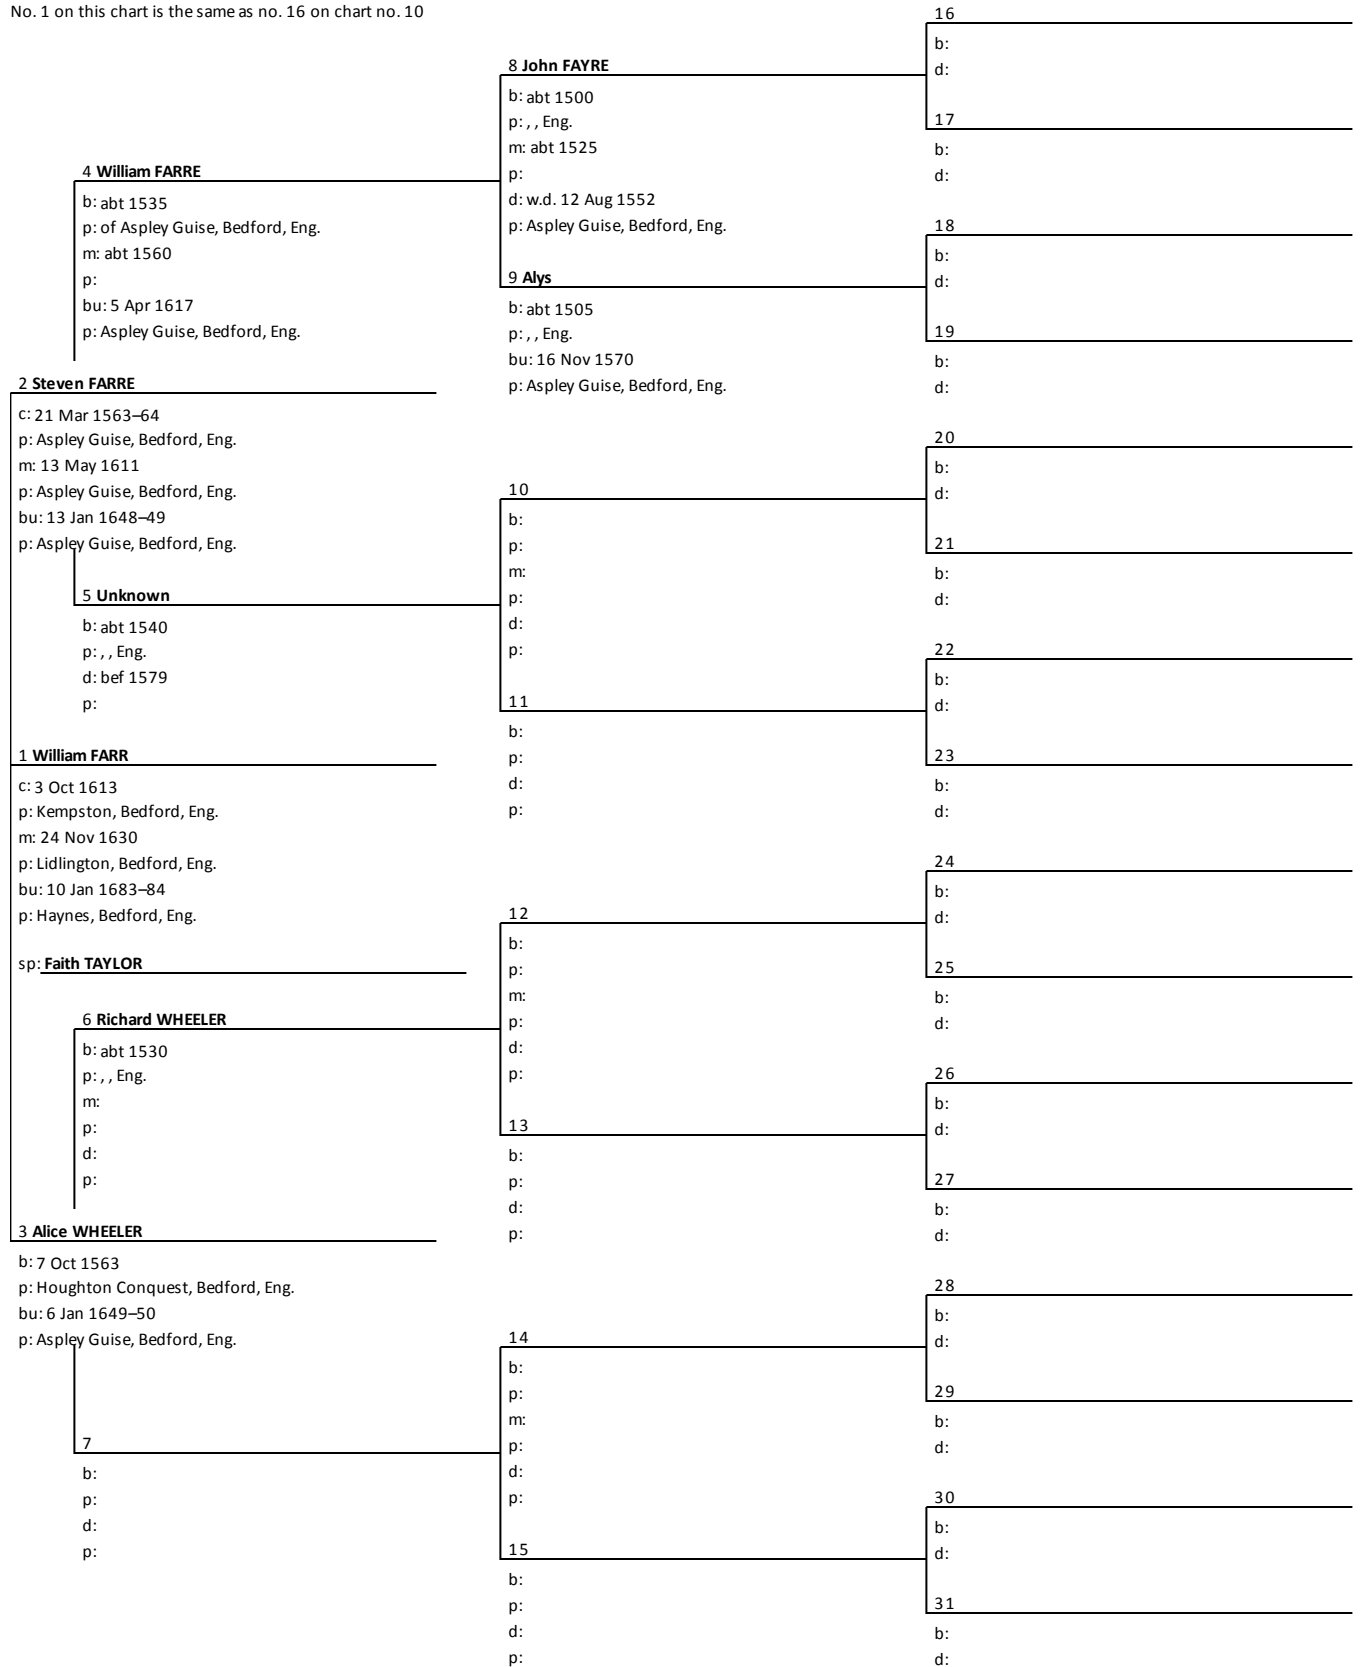 No. 1 on this chart is the same as no. 16 on chart no. 10
16
b:
d:
8 John FAYRE
b: abt 1500
p: , , Eng.
m: abt 1525
p:
d: w.d. 12 Aug 1552
p: Aspley Guise, Bedford, Eng.
17
b:
d:
4 William FARRE
b: abt 1535
p: of Aspley Guise, Bedford, Eng.
m: abt 1560
p:
bu: 5 Apr 1617
p: Aspley Guise, Bedford, Eng.
18
b:
d:
9 Alys
b: abt 1505
p: , , Eng.
bu: 16 Nov 1570
p: Aspley Guise, Bedford, Eng.
19
b:
d:
2 Steven FARRE
c: 21 Mar 1563–64
p: Aspley Guise, Bedford, Eng.
m: 13 May 1611
p: Aspley Guise, Bedford, Eng.
bu: 13 Jan 1648–49
p: Aspley Guise, Bedford, Eng.
20
b:
d:
10
b:
p:
m:
p:
d:
p:
21
b:
d:
5 Unknown
b: abt 1540
p: , , Eng.
d: bef 1579
p:
22
b:
d:
11
b:
p:
d:
p:
23
b:
d:
1 William FARR
c: 3 Oct 1613
p: Kempston, Bedford, Eng.
m: 24 Nov 1630
p: Lidlington, Bedford, Eng.
bu: 10 Jan 1683–84
p: Haynes, Bedford, Eng.
sp: Faith TAYLOR
24
b:
d:
12
b:
p:
m:
p:
d:
p:
25
b:
d:
6 Richard WHEELER
b: abt 1530
p: , , Eng.
m:
p:
d:
p:
26
b:
d:
13
b:
p:
d:
p:
27
b:
d:
3 Alice WHEELER
b: 7 Oct 1563
p: Houghton Conquest, Bedford, Eng.
bu: 6 Jan 1649–50
p: Aspley Guise, Bedford, Eng.
28
b:
d:
14
b:
p:
m:
p:
d:
p:
29
b:
d:
7
b:
p:
d:
p:
30
b:
d:
15
b:
p:
d:
p:
31
b:
d: